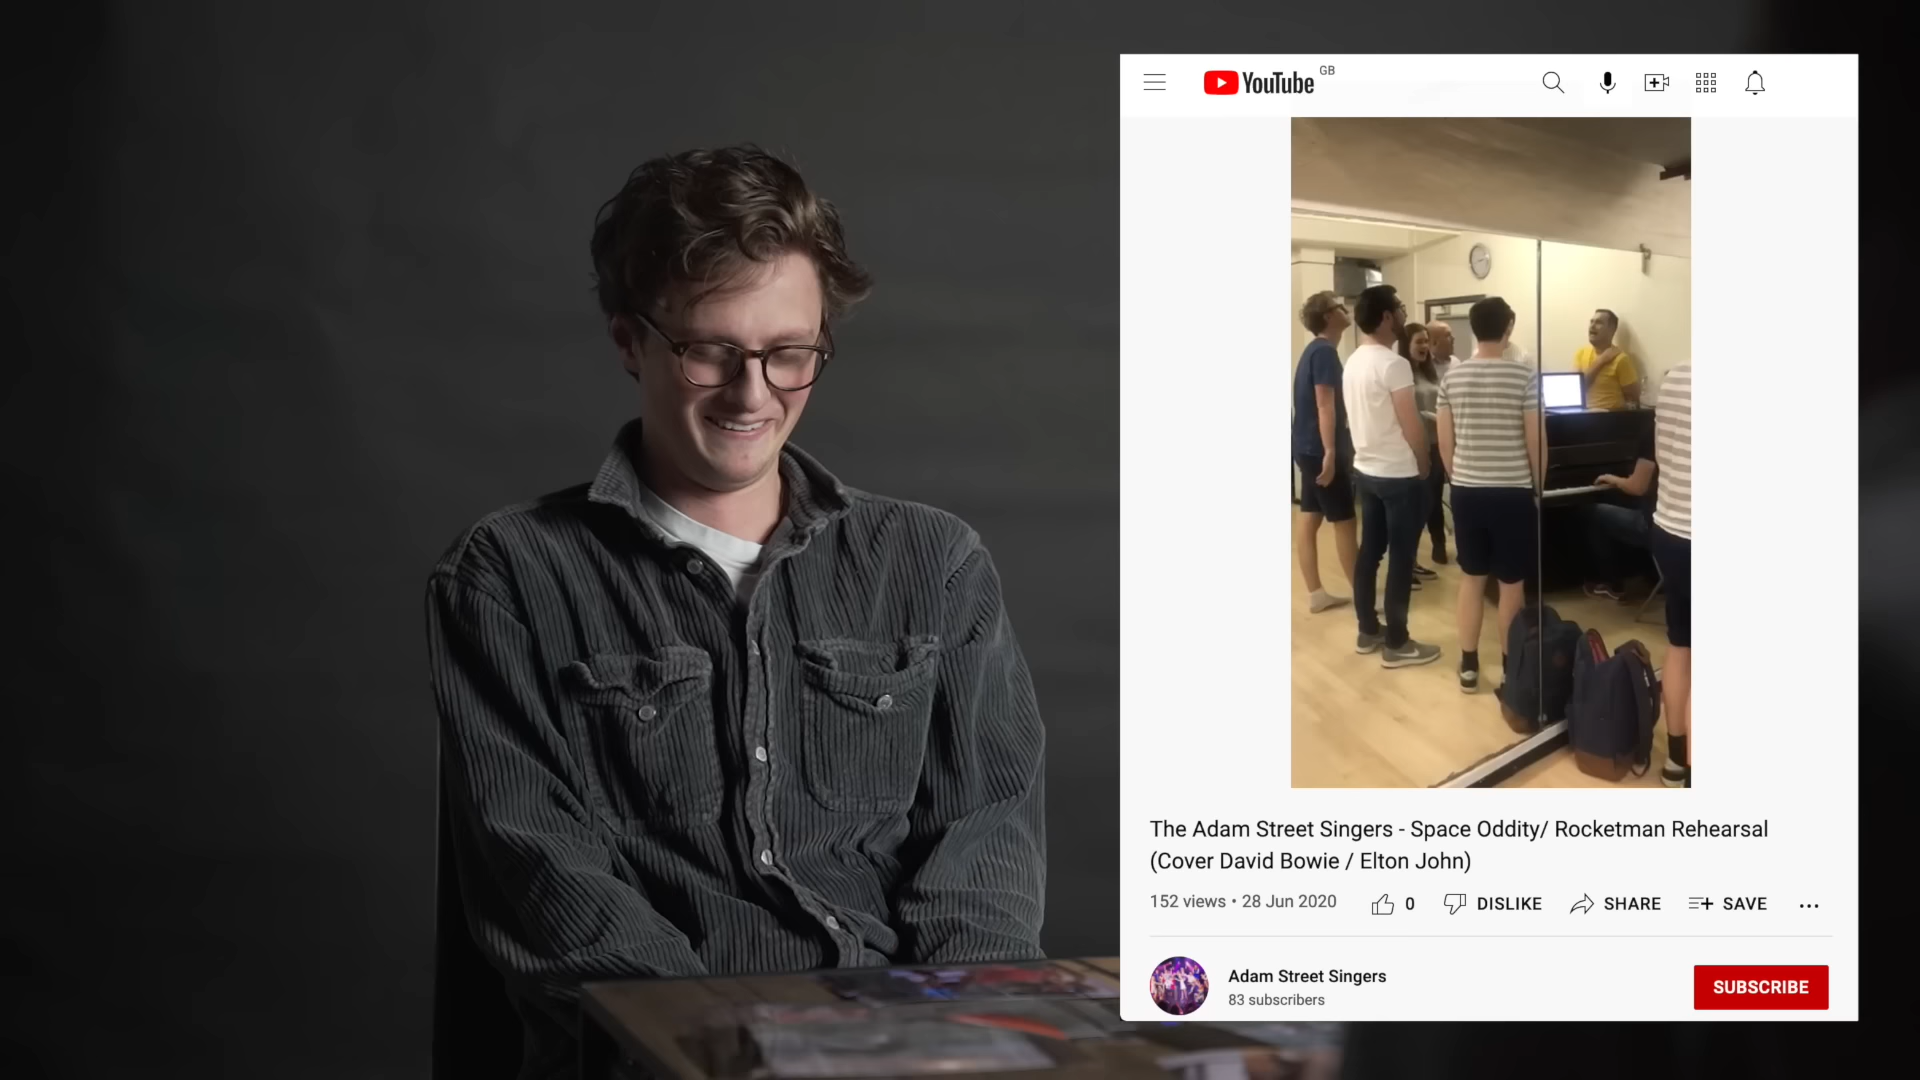 YouTube GB
The Adam Street Singers - Space Oddity/ Rocketman Rehearsal
(Cover David Bowie / Elton John)
152 views • 28 Jun 2020 0 DISLIKE SHARE SAVE
Adam Street Singers
83 subscribers
SUBSCRIBE